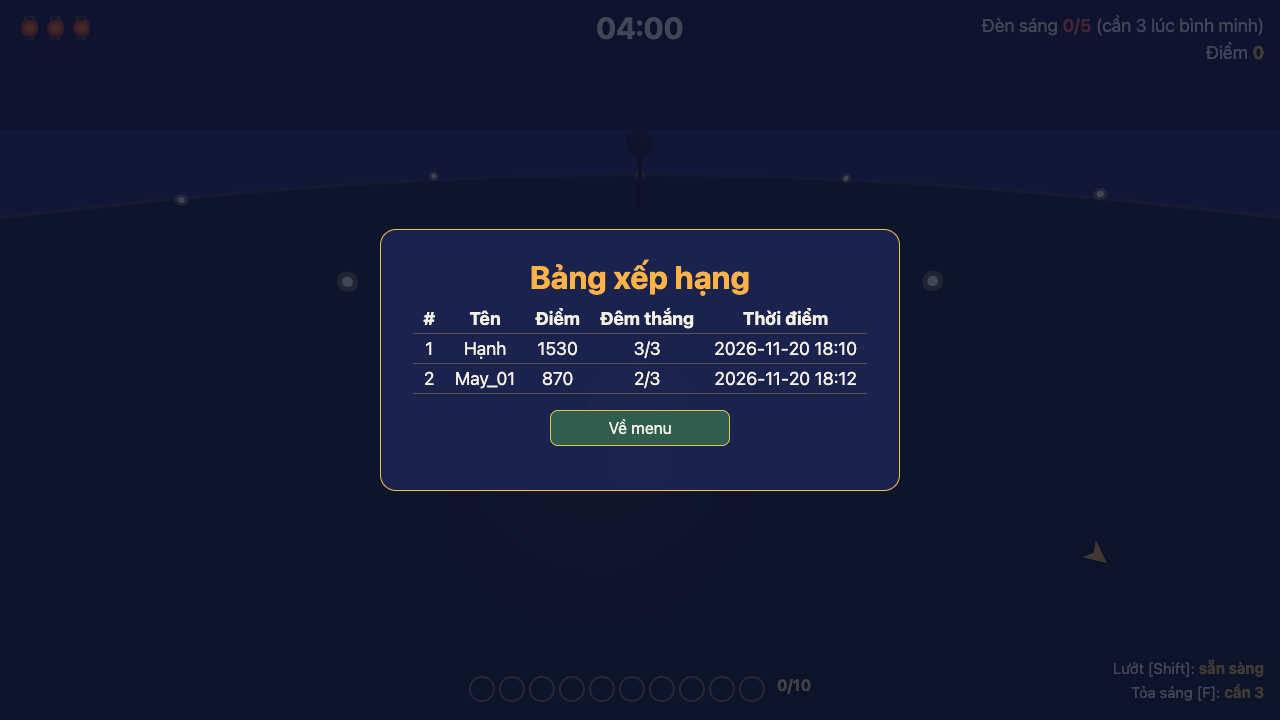 04:00
Đèn sáng 0/5 (cần 3 lúc bình minh)
Điểm 0
Bảng xếp hạng
# Tên Điểm Đêm thắng Thời điểm
1 Hạnh 1530 3/3 2026-11-20 18:10
2 May_01 870 2/3 2026-11-20 18:12
Về menu
0/10
Lướt [Shift]: sẵn sàng
Tỏa sáng [F]: cần 3